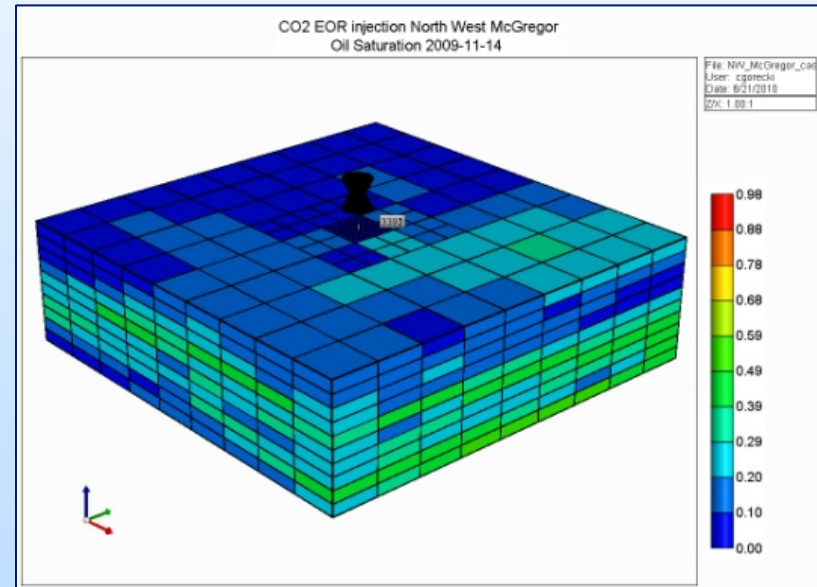 CO2 EOR injection North West McGregor
Oil Saturation 2009-11-14
File: NW_McGregor_cas
User: cgorecki
Date: 6/21/2010
Z/X: 1.00:1
0.98
0.88
0.78
0.68
0.59
0.49
0.39
0.29
0.20
0.10
0.00